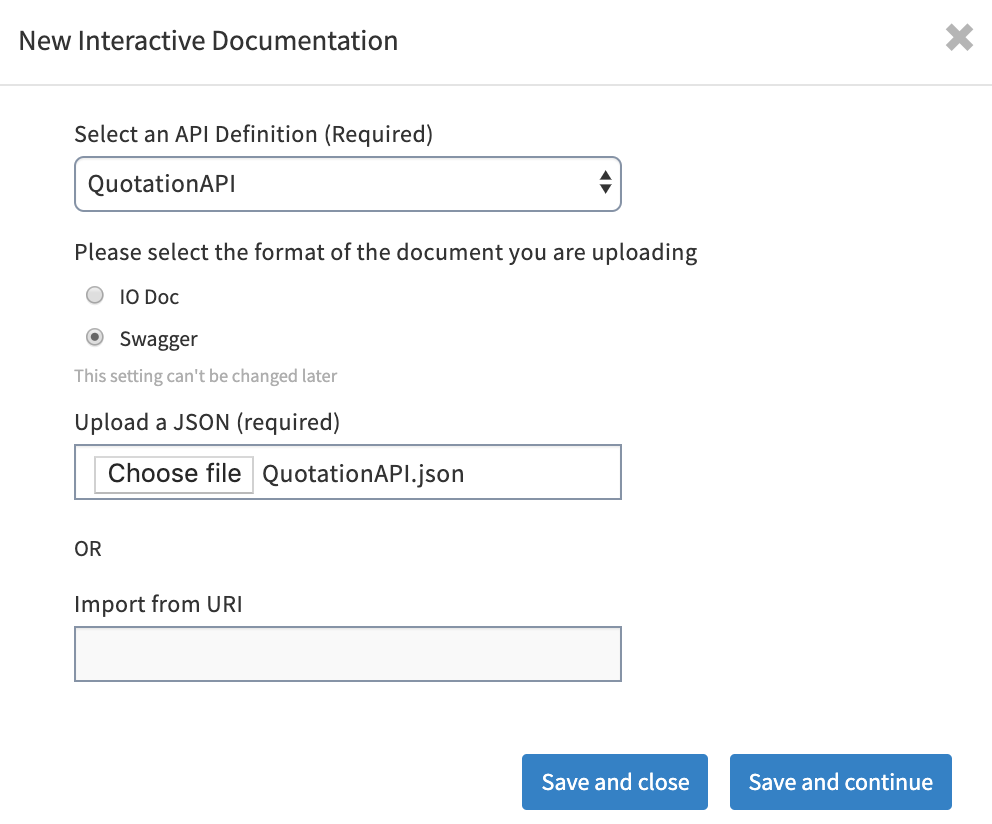 New Interactive Documentation
Select an API Definition (Required)
QuotationAPI
Please select the format of the document you are uploading
IO Doc
Swagger
This setting can't be changed later
Upload a JSON (required)
Choose file QuotationAPI.json
OR
Import from URI
Save and close Save and continue